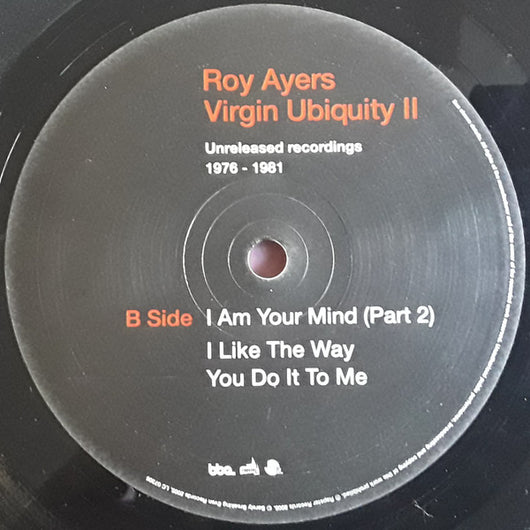 Roy Ayers
Virgin Ubiquity II
Unreleased recordings
1976 - 1981
B Side I Am Your Mind (Part 2)
I Like The Way
You Do It To Me
bbe.